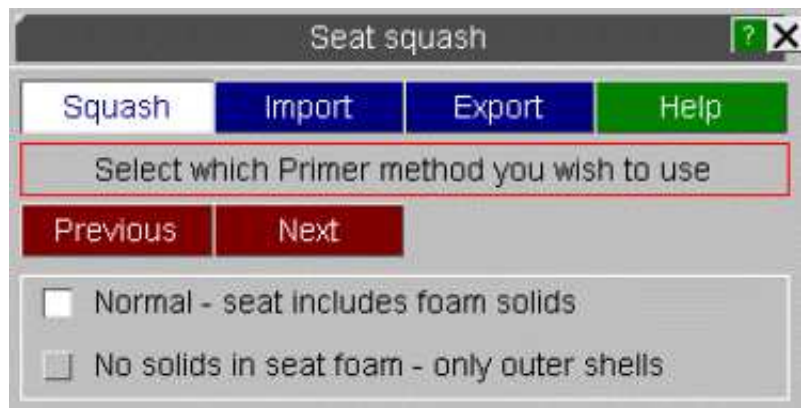 Seat squash ?
Squash Import Export Help
Select which Primer method you wish to use
Previous Next
Normal - seat includes foam solids
No solids in seat foam - only outer shells